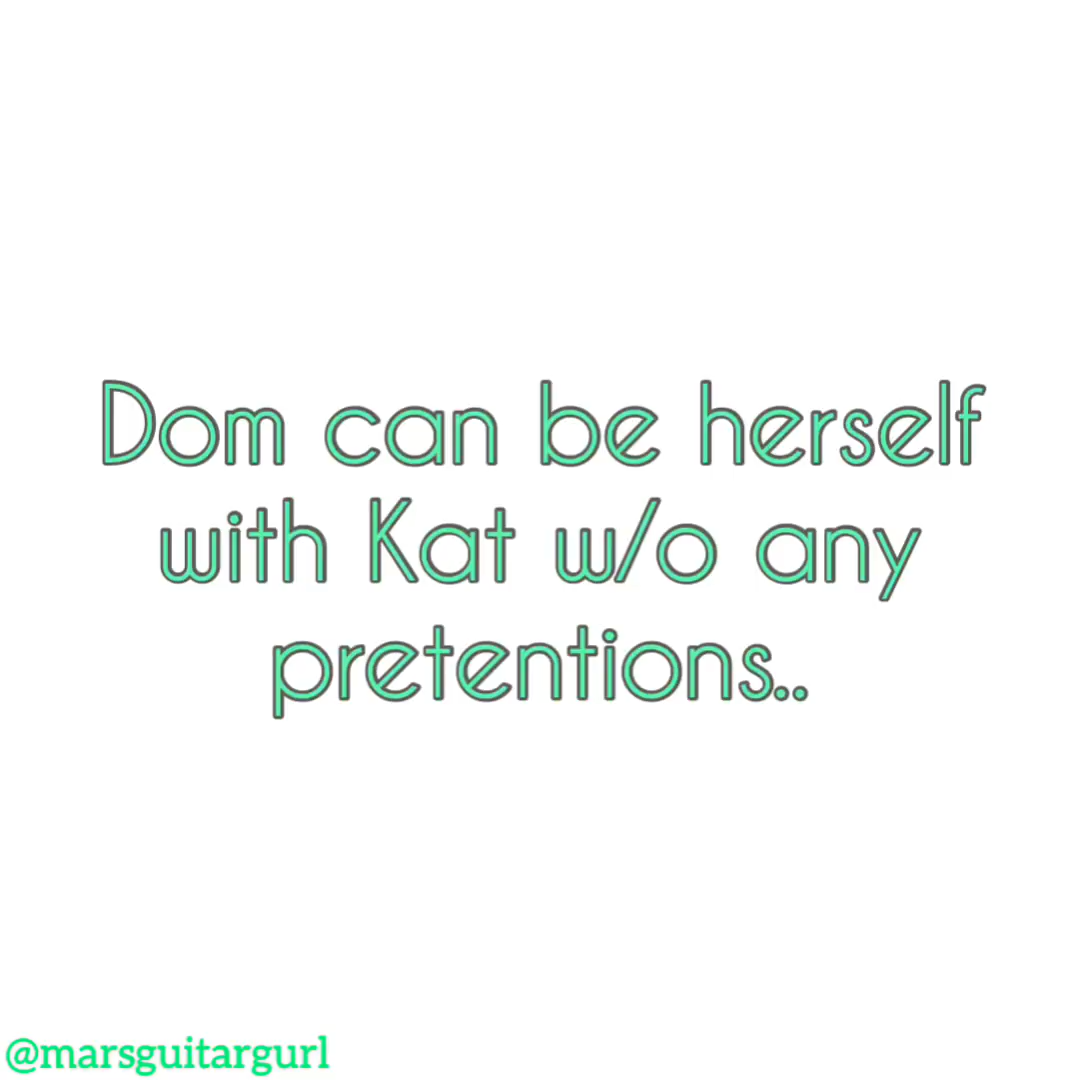 Dom can be herself
with Kat w/o any
pretentions..
@marsguitargurl